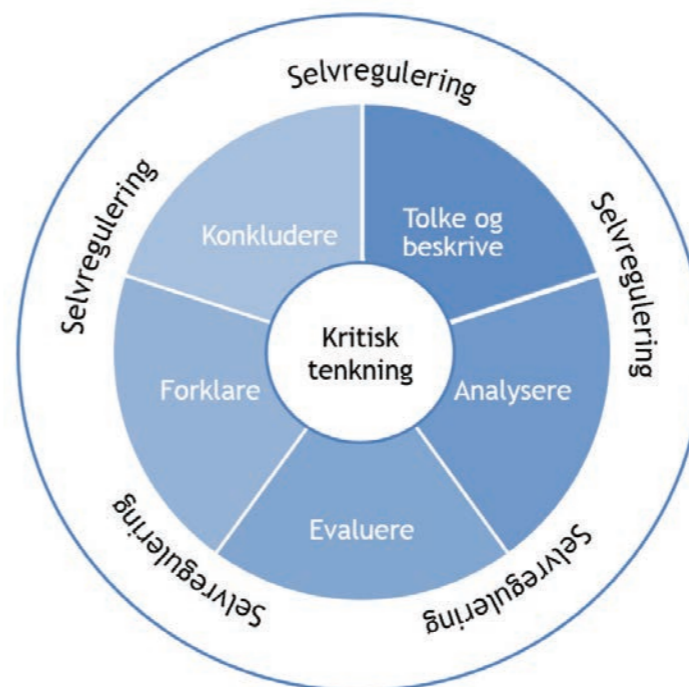 Selvregulering
Selvregulering
Selvregulering
Selvregulering
Selvregulering
Tolke og
beskrive
Analysere
Evaluere
Forklare
Konkludere
Kritisk
tenkning